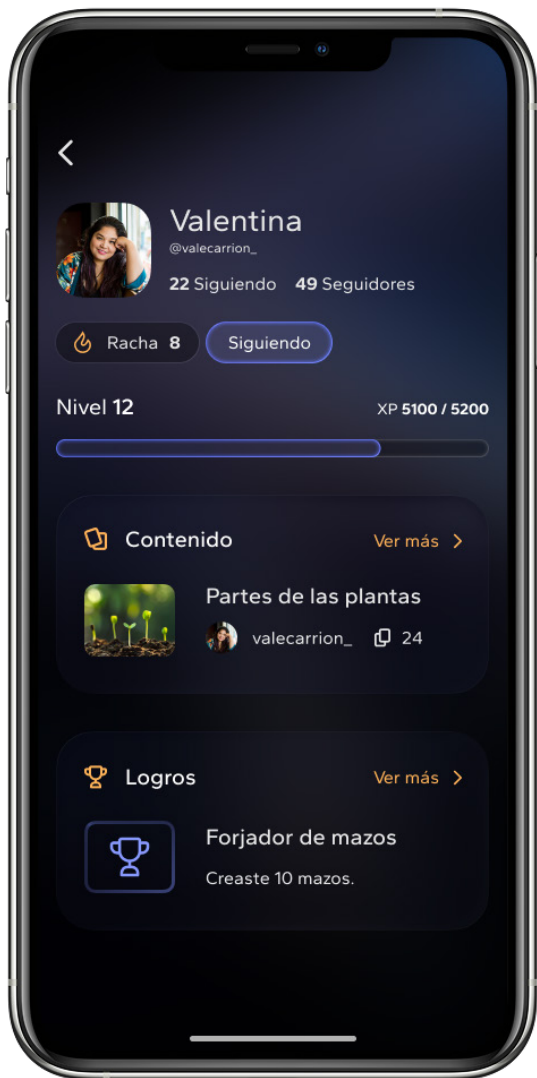 Valentina
@valecarrion_
22 Siguiendo 49 Seguidores
Racha 8 Siguiendo
Nivel 12 XP 5100 / 5200
Contenido Ver más
Partes de las plantas
valecarrion_ 24
Logros Ver más
Forjador de mazos
Creaste 10 mazos.